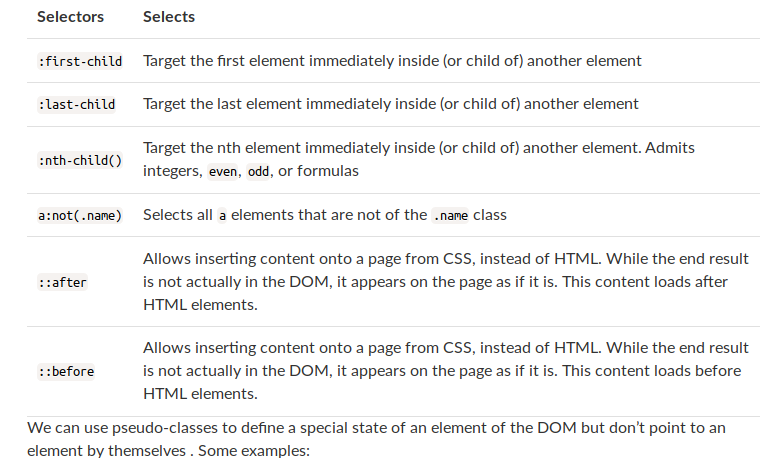 Selectors Selects
:first-child Target the first element immediately inside (or child of) another element
:last-child Target the last element immediately inside (or child of) another element
:nth-child() Target the nth element immediately inside (or child of) another element. Admits
integers, even, odd, or formulas
a:not(.name) Selects all a elements that are not of the .name class
::after Allows inserting content onto a page from CSS, instead of HTML. While the end result
is not actually in the DOM, it appears on the page as if it is. This content loads after
HTML elements.
::before Allows inserting content onto a page from CSS, instead of HTML. While the end result
is not actually in the DOM, it appears on the page as if it is. This content loads before
HTML elements.
We can use pseudo-classes to define a special state of an element of the DOM but don't point to an
element by themselves . Some examples: